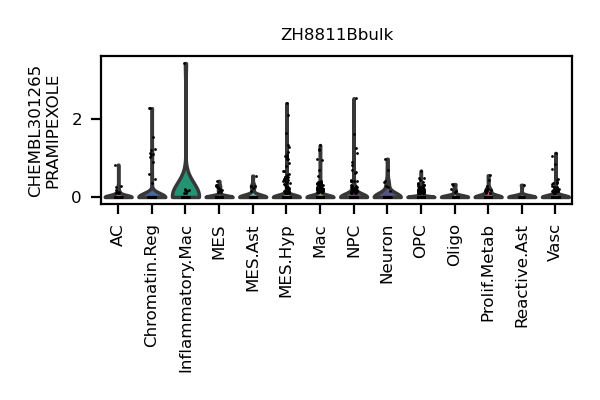 ZH8811Bbulk
CHEMBL301265
PRAMIPEXOLE
2
0
AC
Chromatin.Reg
Inflammatory.Mac
MES
MES.Ast
MES.Hyp
Mac
NPC
Neuron
OPC
Oligo
Prolif.Metab
Reactive.Ast
Vasc